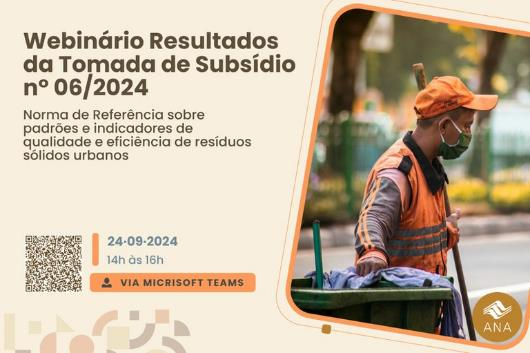 Webinário Resultados
da Tomada de Subsídio
nº 06/2024
Norma de Referência sobre
padrões e indicadores de
qualidade e eficiência de resíduos
sólidos urbanos
24·09·2024
14h às 16h
VIA MICRISOFT TEAMS
ANA